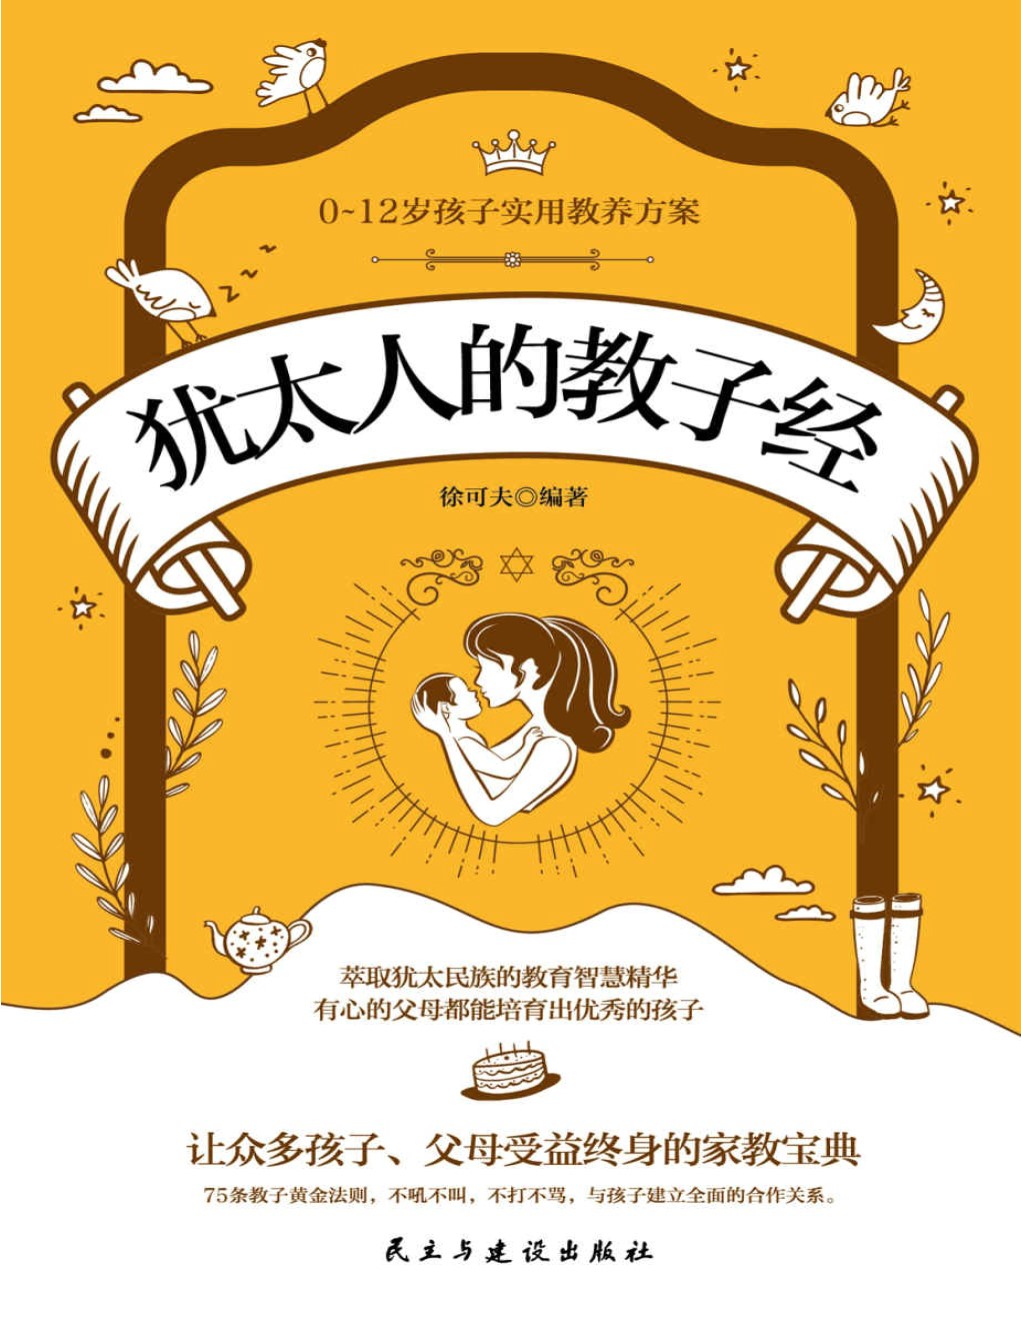 0~12岁孩子实用教养方案
犹太人的教子经
徐可夫◎编著
萃取犹太民族的教育智慧精华
有心的父母都能培育出优秀的孩子
让众多孩子、父母受益终身的家教宝典
75条教子黄金法则，不吼不叫，不打不骂，与孩子建立全面的合作关系。
民主与建设出版社